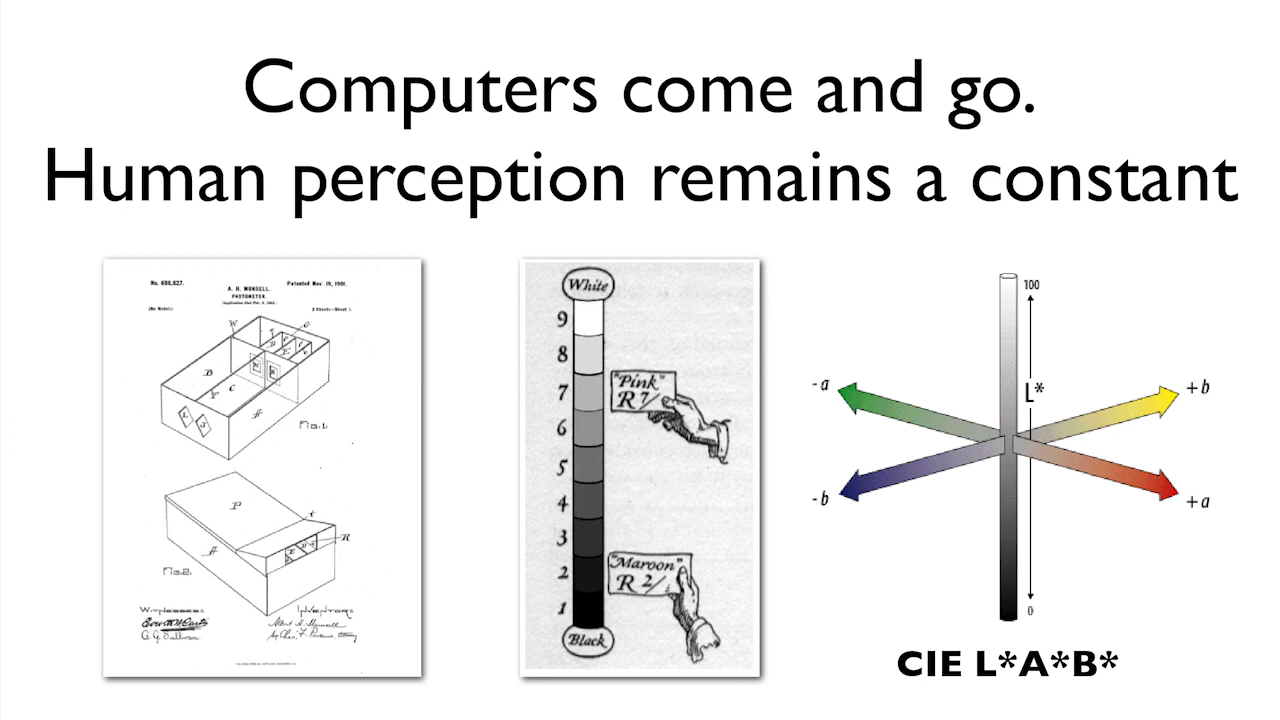 Computers come and go.
Human perception remains a constant
No. 686,827.
Patented Nov. 19, 1901.
A. H. MUNSELL.
PHOTOMETER.
(No Model.)
2 Sheets—Sheet 1.
W
G
D
E
B
C
H
Fig. 1.
P
t
R
H
Fig. 2.
WITNESSES:
INVENTOR:
White
9
8
7
6
5
4
3
2
1
Black
"Pink"
R 7/
"Maroon"
R 2/
100
L*
0
-a
+b
-b
+a
CIE L*A*B*